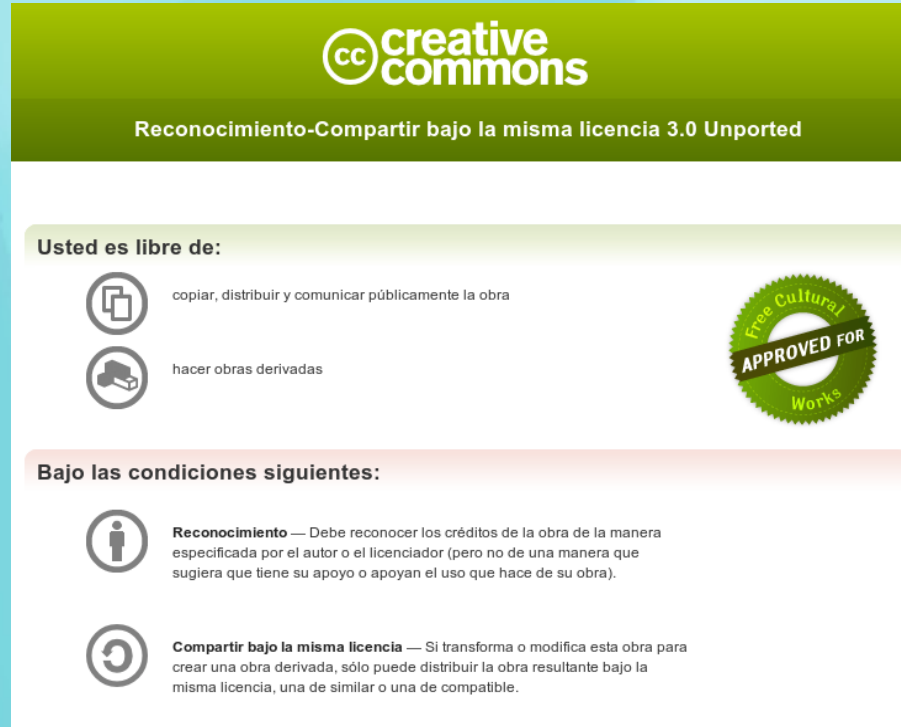 cc creative
commons
Reconocimiento-Compartir bajo la misma licencia 3.0 Unported
Usted es libre de:
copiar, distribuir y comunicar públicamente la obra
hacer obras derivadas
Free Cultural
APPROVED FOR
Works
Bajo las condiciones siguientes:
Reconocimiento — Debe reconocer los créditos de la obra de la manera
especificada por el autor o el licenciador (pero no de una manera que
sugiera que tiene su apoyo o apoyan el uso que hace de su obra).
Compartir bajo la misma licencia — Si transforma o modifica esta obra para
crear una obra derivada, sólo puede distribuir la obra resultante bajo la
misma licencia, una de similar o una de compatible.